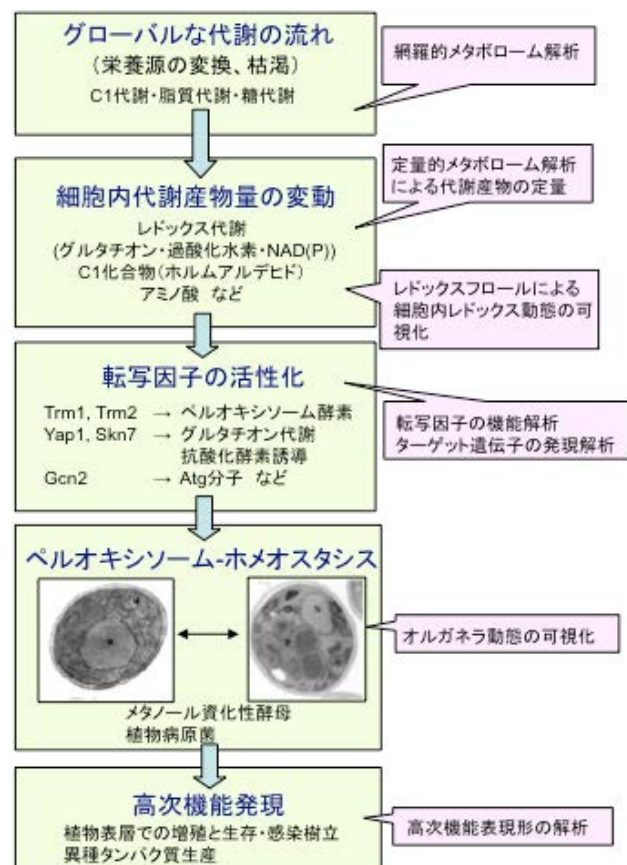 グローバルな代謝の流れ
(栄養源の変換、枯渇)
C1代謝・脂質代謝・糖代謝
網羅的メタボローム解析
細胞内代謝産物量の変動
レドックス代謝
(グルタチオン・過酸化水素・NAD(P))
C1化合物(ホルムアルデヒド)
アミノ酸 など
定量的メタボローム解析
による代謝産物の定量
レドックスフロールによる
細胞内レドックス動態の可
視化
転写因子の活性化
Trm1, Trm2 → ペルオキシソーム酵素
Yap1, Skn7 → グルタチオン代謝
抗酸化酵素誘導
Gcn2 → Atg分子 など
転写因子の機能解析
ターゲット遺伝子の発現解析
ペルオキシソーム-ホメオスタシス
メタノール資化性酵母
植物病原菌
オルガネラ動態の可視化
高次機能発現
植物表層での増殖と生存・感染樹立
異種タンパク質生産
高次機能表現形の解析